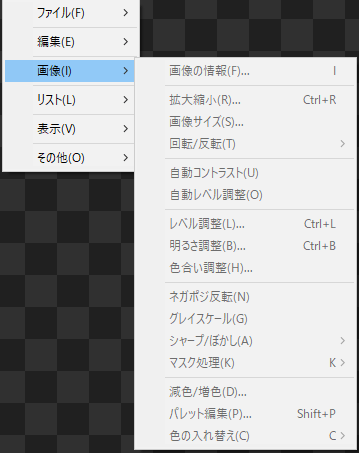 ファイル(F)
編集(E)
画像(I)
リスト(L)
表示(V)
その他(O)
画像の情報(F)... I
拡大縮小(R)... Ctrl+R
画像サイズ(S)...
回転/反転(T)
自動コントラスト(U)
自動レベル調整(O)
レベル調整(L)... Ctrl+L
明るさ調整(B)... Ctrl+B
色合い調整(H)...
ネガポジ反転(N)
グレイスケール(G)
シャープ/ぼかし(A)
マスク処理(K) K
減色/増色(D)...
パレット編集(P)... Shift+P
色の入れ替え(C) C